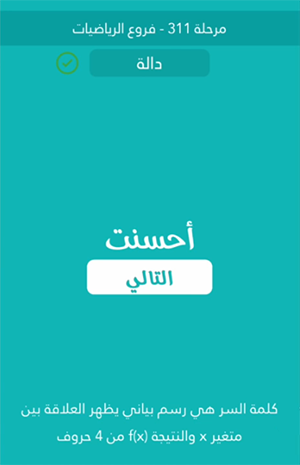 مرحلة 311 - فروع الرياضيات
دالة
أحسنت
التالي
كلمة السر هي رسم بياني يظهر العلاقة بين
متغير x والنتيجة f(x) من 4 حروف